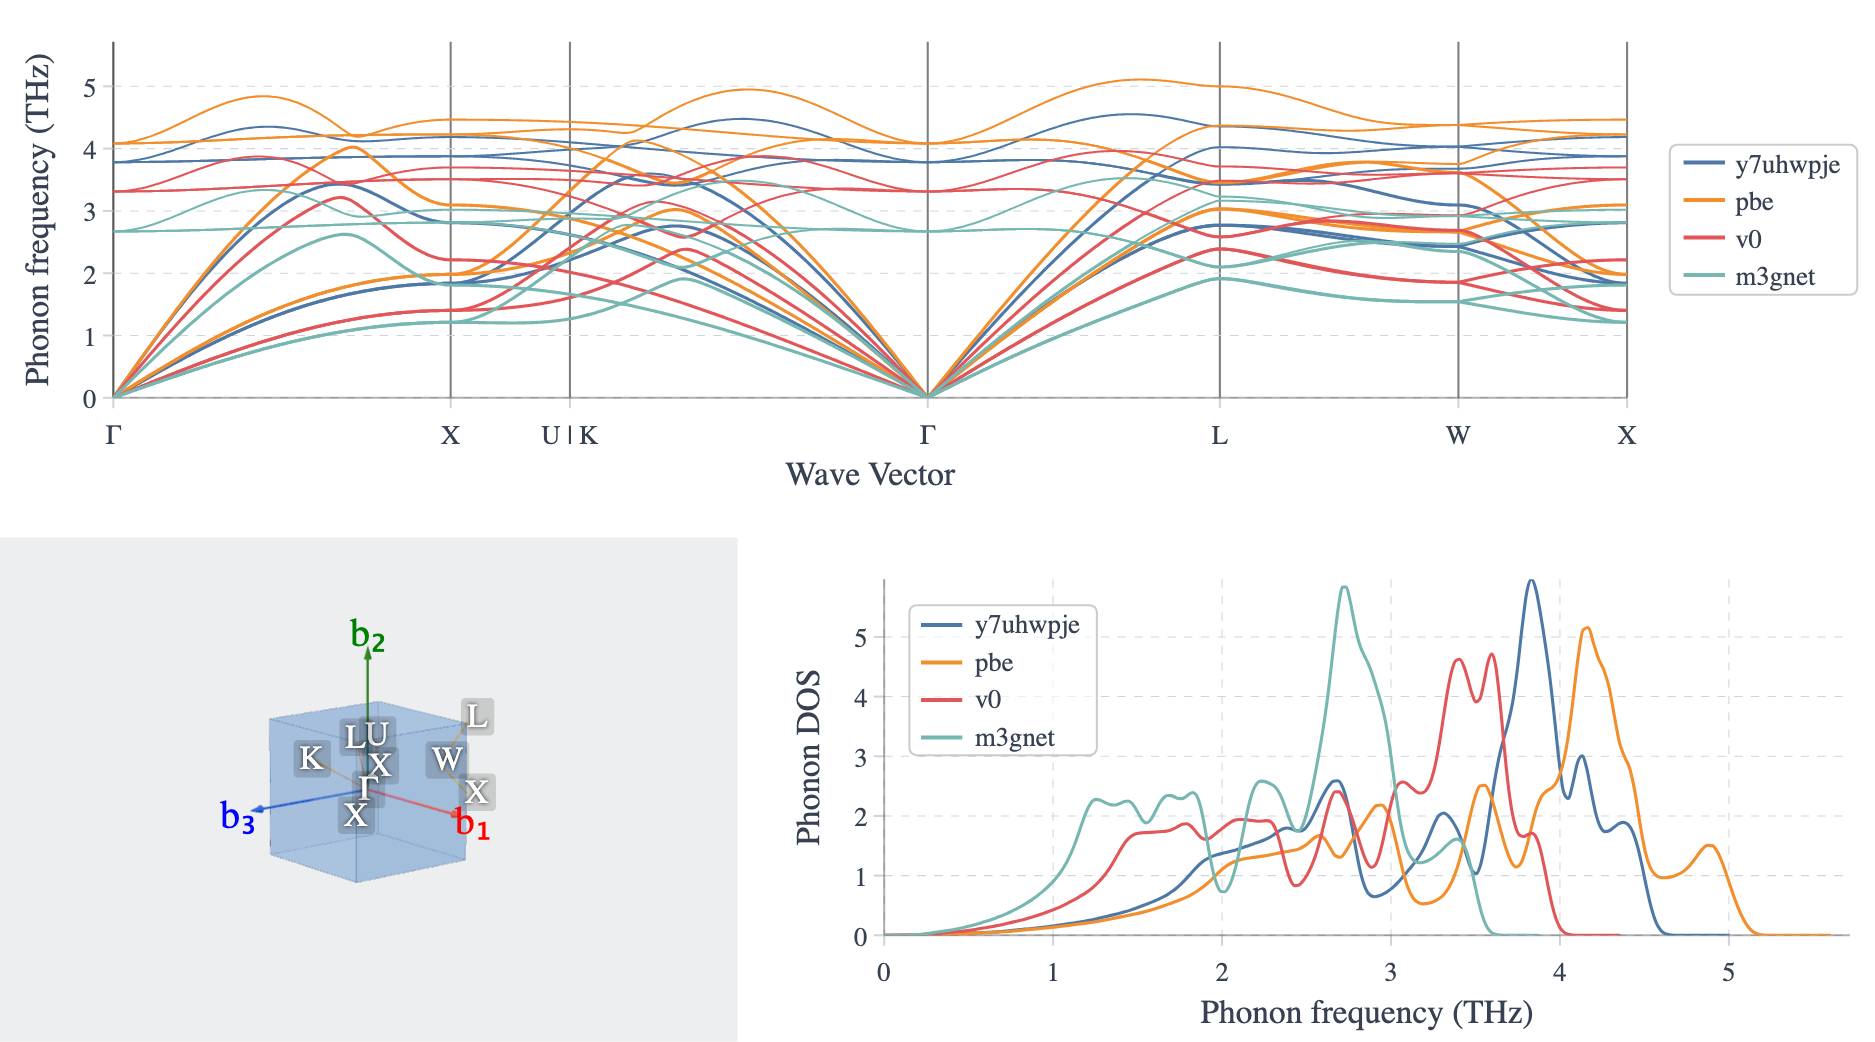 Phonon frequency (THz)
5
4
3
2
1
0
Γ X U | K Γ L W X
Wave Vector
y7uhwpje
pbe
v0
m3gnet
b₂
L
L U
K W
X
Γ X
X
b₃ b₁
Phonon DOS
5
4
3
2
1
0
y7uhwpje
pbe
v0
m3gnet
0 1 2 3 4 5
Phonon frequency (THz)